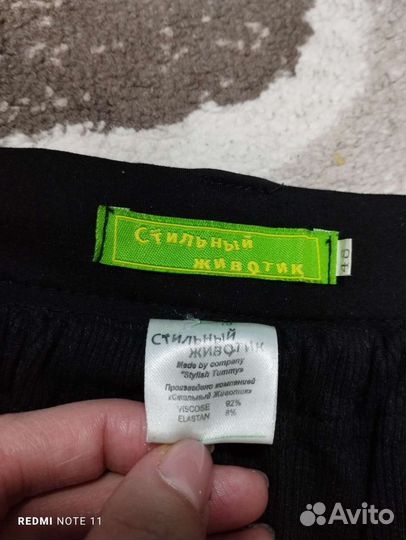 СТИЛЬНЫЙ
ЖИВОТИК
48
СТИЛЬНЫЙ
ЖИВОТИК
Made by company
"Stylish Tummy"
Произведено компанией
«Стильный Животик»
VISCOSE 92%
ELASTAN 8%
REDMI NOTE 11
Avito